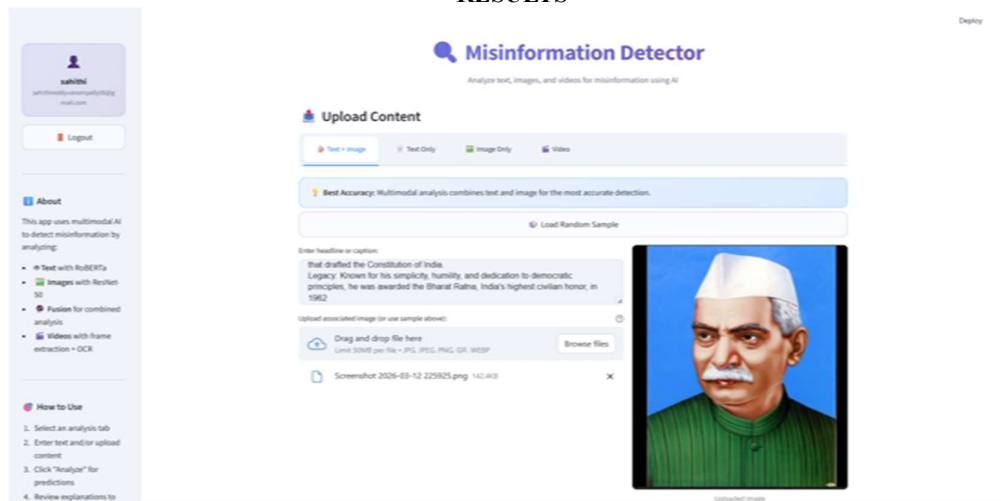 RESULTS
Deploy
sahithi
Logout
About
This app uses multimodal AI
to detect misinformation by
analyzing:
Text with RoBERTa
Images with ResNet-
50
Fusion for combined
analysis
Videos with frame
extraction + OCR
How to Use
1. Select an analysis tab
2. Enter text and/or upload
content
3. Click "Analyze" for
predictions
4. Review explanations to
Misinformation Detector
Analyze text, images, and videos for misinformation using AI
Upload Content
Text + Image
Text Only
Image Only
Video
Best Accuracy: Multimodal analysis combines text and image for the most accurate detection.
Load Random Sample
Enter headline or caption:
that drafted the Constitution of India.
Legacy: Known for his simplicity, humility, and dedication to democratic
principles, he was awarded the Bharat Ratna, India's highest civilian honor, in
1962
Upload associated image (or use sample above):
Drag and drop file here
Limit 50MB per file • JPG, JPEG, PNG, GIF, WEBP
Browse files
Screenshot 2026-03-12 225925.png 142.4KB
Uploaded Image